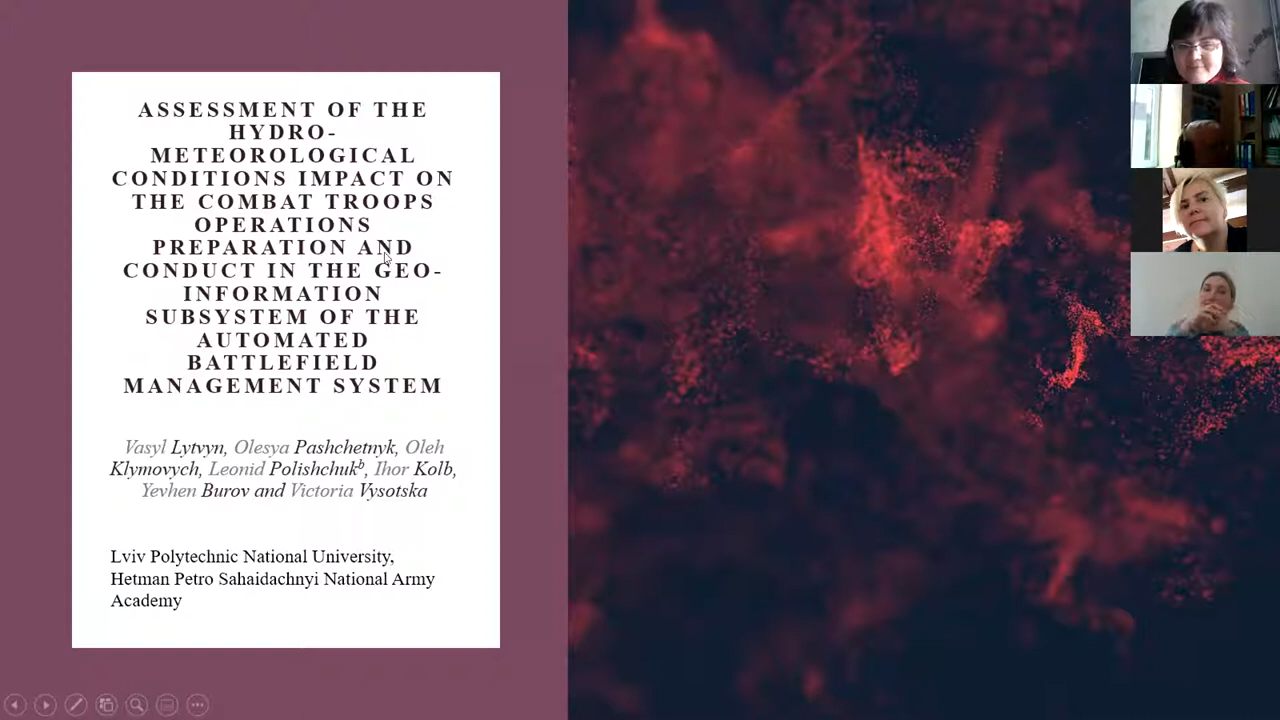 ASSESSMENT OF THE
HYDRO-
METEOROLOGICAL
CONDITIONS IMPACT ON
THE COMBAT TROOPS
OPERATIONS
PREPARATION AND
CONDUCT IN THE GEO-
INFORMATION
SUBSYSTEM OF THE
AUTOMATED
BATTLEFIELD
MANAGEMENT SYSTEM
Vasyl Lytvyn, Olesya Pashchetnyk, Oleh
Klymovych, Leonid Polishchukᵇ, Ihor Kolb,
Yevhen Burov and Victoria Vysotska
Lviv Polytechnic National University,
Hetman Petro Sahaidachnyi National Army
Academy